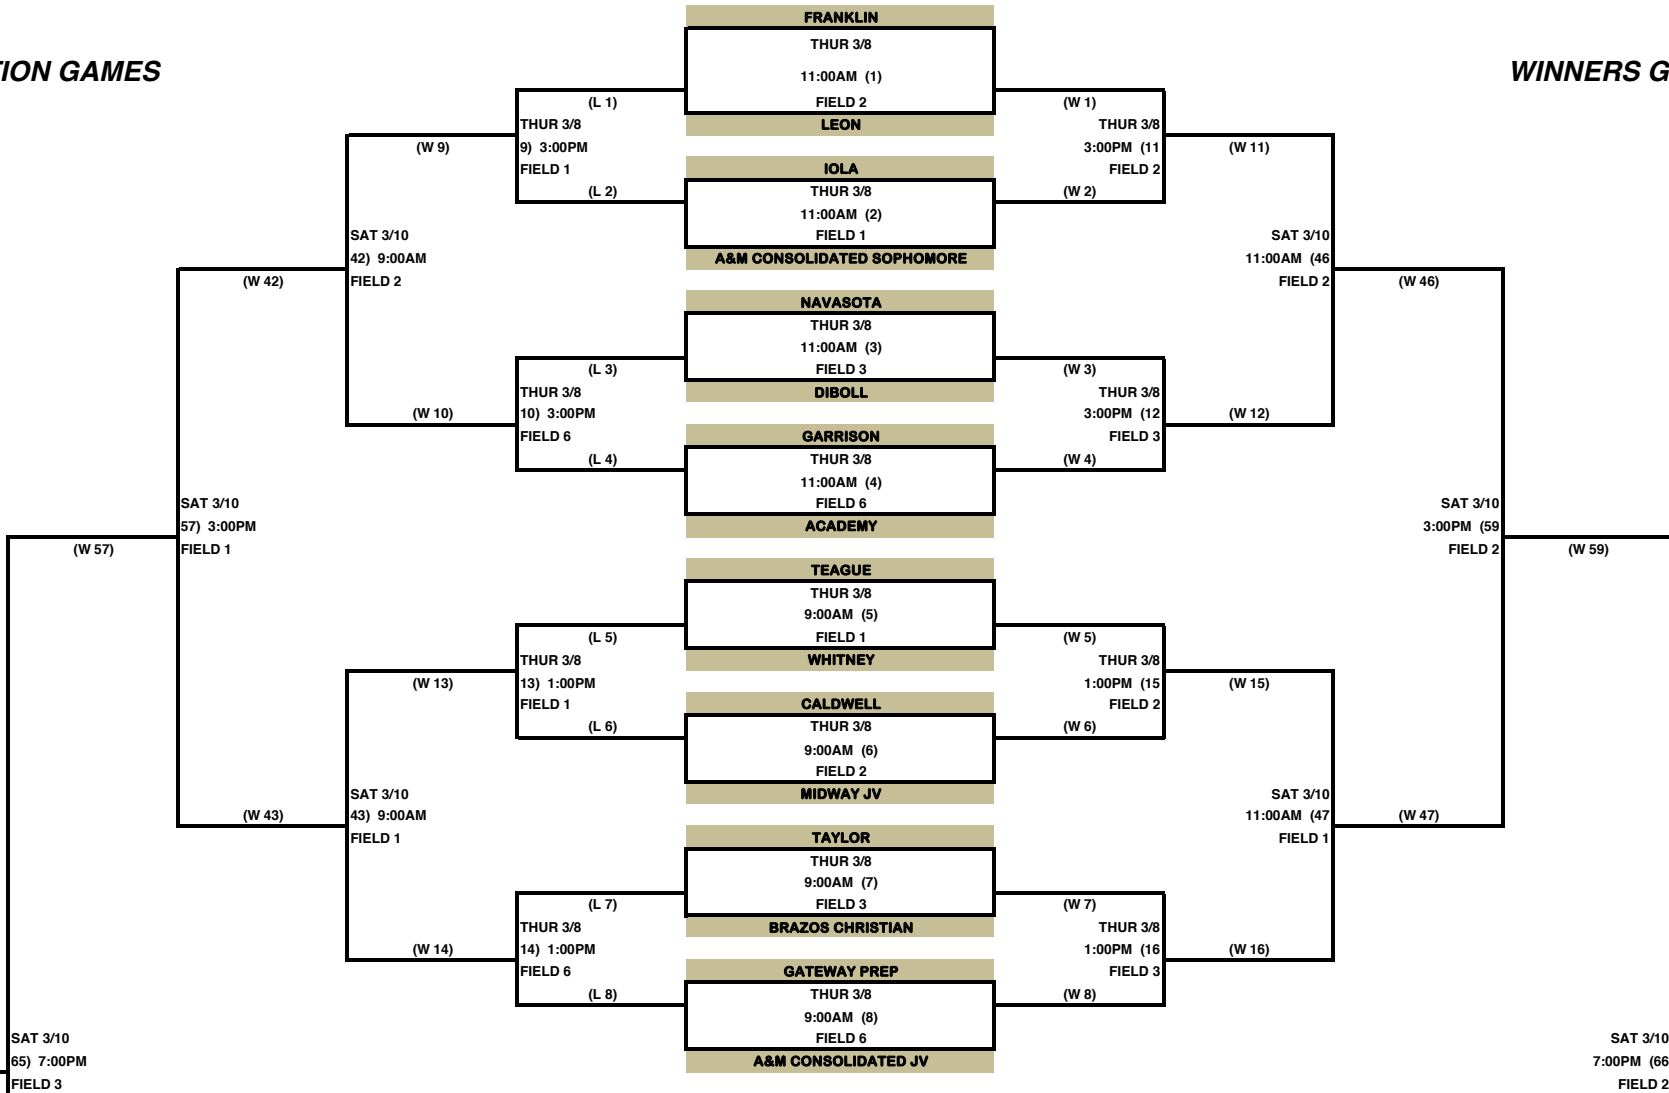 FRANKLIN
THUR 3/8
TION GAMES
WINNERS G
11:00AM (1)
(L 1)
FIELD 2
(W 1)
THUR 3/8
LEON
THUR 3/8
(W 9)
9) 3:00PM
3:00PM (11
(W 11)
FIELD 1
IOLA
FIELD 2
(L 2)
THUR 3/8
(W 2)
11:00AM (2)
SAT 3/10
FIELD 1
SAT 3/10
42) 9:00AM
A&M CONSOLIDATED SOPHOMORE
11:00AM (46
(W 42)
FIELD 2
FIELD 2
(W 46)
NAVASOTA
THUR 3/8
11:00AM (3)
(L 3)
FIELD 3
(W 3)
THUR 3/8
DIBOLL
THUR 3/8
(W 10)
10) 3:00PM
3:00PM (12
(W 12)
FIELD 6
GARRISON
FIELD 3
(L 4)
THUR 3/8
(W 4)
11:00AM (4)
SAT 3/10
FIELD 6
SAT 3/10
57) 3:00PM
ACADEMY
3:00PM (59
(W 57)
FIELD 1
FIELD 2
(W 59)
TEAGUE
THUR 3/8
9:00AM (5)
(L 5)
FIELD 1
(W 5)
THUR 3/8
WHITNEY
THUR 3/8
(W 13)
13) 1:00PM
1:00PM (15
(W 15)
FIELD 1
CALDWELL
FIELD 2
(L 6)
THUR 3/8
(W 6)
9:00AM (6)
FIELD 2
SAT 3/10
MIDWAY JV
SAT 3/10
(W 43)
43) 9:00AM
11:00AM (47
(W 47)
FIELD 1
TAYLOR
FIELD 1
THUR 3/8
9:00AM (7)
(L 7)
FIELD 3
(W 7)
THUR 3/8
BRAZOS CHRISTIAN
THUR 3/8
(W 14)
14) 1:00PM
1:00PM (16
(W 16)
FIELD 6
GATEWAY PREP
FIELD 3
(L 8)
THUR 3/8
(W 8)
9:00AM (8)
SAT 3/10
FIELD 6
SAT 3/10
65) 7:00PM
A&M CONSOLIDATED JV
7:00PM (66
FIELD 3
FIELD 2